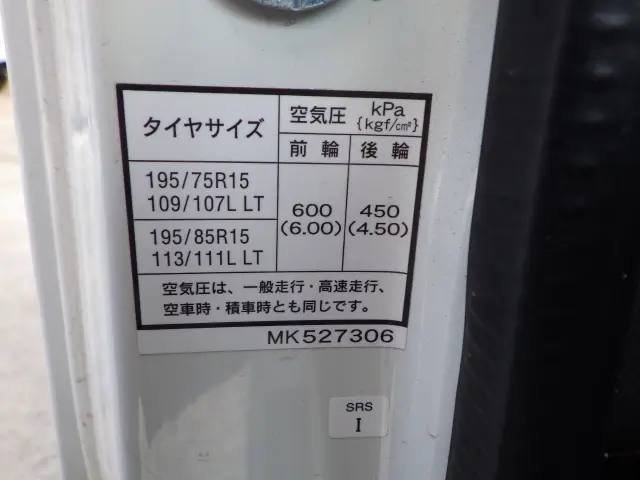 タイヤサイズ
空気圧 kPa
{kgf/cm²}
前輪 後輪
195/75R15
109/107L LT
195/85R15
113/111L LT
600 450
(6.00) (4.50)
空気圧は、一般走行・高速走行、
空車時・積車時とも同じです。
MK527306
SRS
I